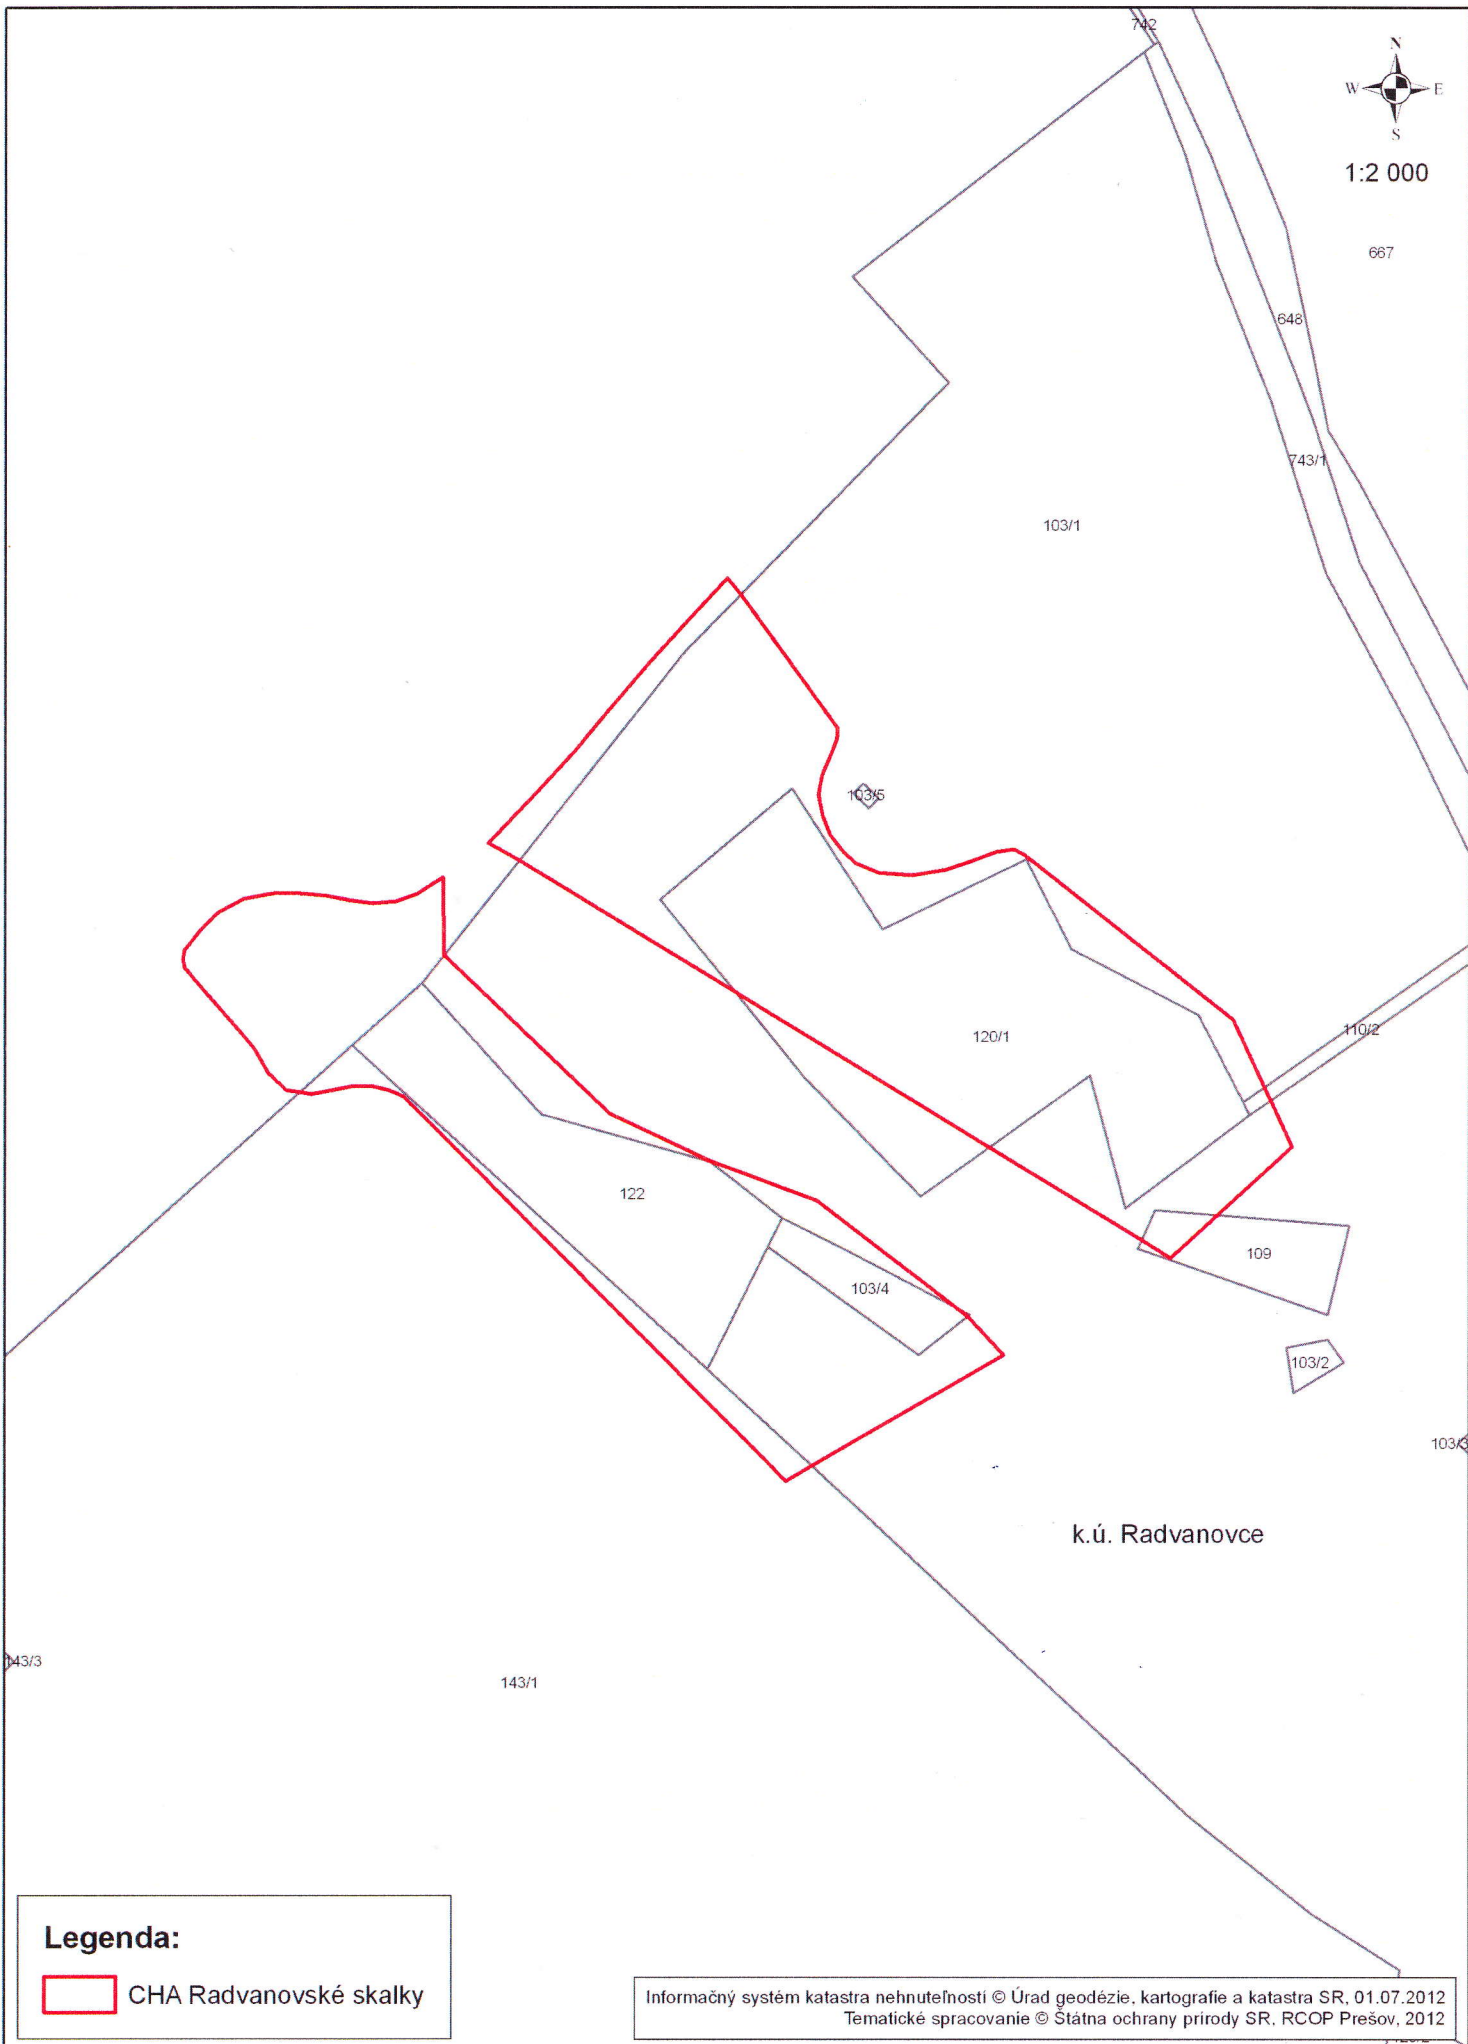 742
N
W E
S
1:2 000
667
648
743/1
103/1
103/5
120/1
110/2
122
109
103/4
103/2
103/3
k.ú. Radvanovce
143/3
143/1
Legenda:
CHA Radvanovské skalky
Informačný systém katastra nehnuteľností © Úrad geodézie, kartografie a katastra SR, 01.07.2012
Tematické spracovanie © Štátna ochrany prírody SR, RCOP Prešov, 2012